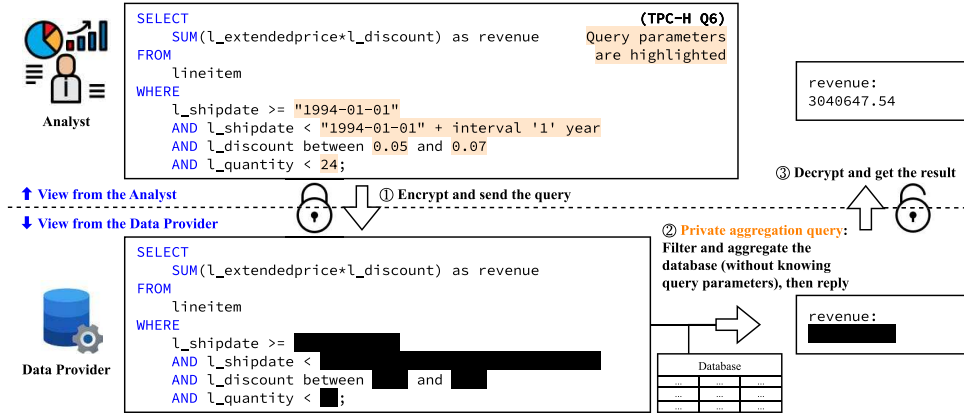 SELECT
(TPC-H Q6)
SUM(l_extendedprice*l_discount) as revenue
Query parameters
are highlighted
FROM
lineitem
WHERE
l_shipdate >= "1994-01-01"
AND l_shipdate < "1994-01-01" + interval '1' year
AND l_discount between 0.05 and 0.07
AND l_quantity < 24;
Analyst
revenue:
3040647.54
⬆ View from the Analyst
① Encrypt and send the query
③ Decrypt and get the result
⬇ View from the Data Provider
② Private aggregation query:
Filter and aggregate the
database (without knowing
query parameters), then reply
SELECT
SUM(l_extendedprice*l_discount) as revenue
FROM
lineitem
WHERE
l_shipdate >=
AND l_shipdate <
AND l_discount between and
AND l_quantity < ;
Data Provider
revenue:
Database
... ... ...
... ... ...
... ... ...